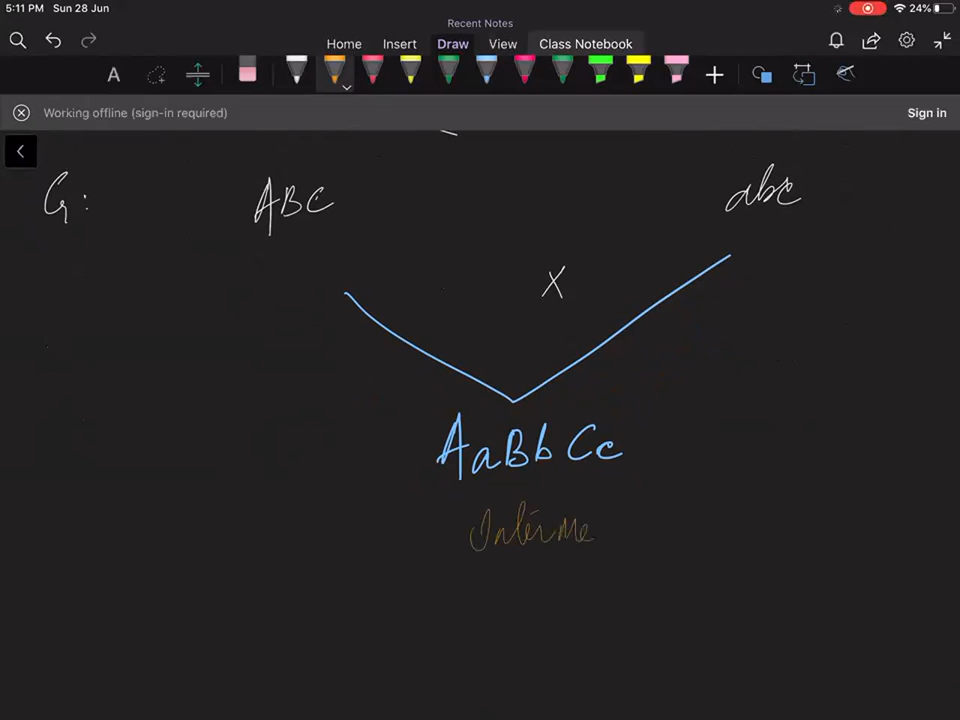 5:11 PM Sun 28 Jun 24%
Recent Notes
Home Insert Draw View Class Notebook
A
Working offline (sign-in required) Sign in
G: ABC abc
X
AaBbCc
Interme